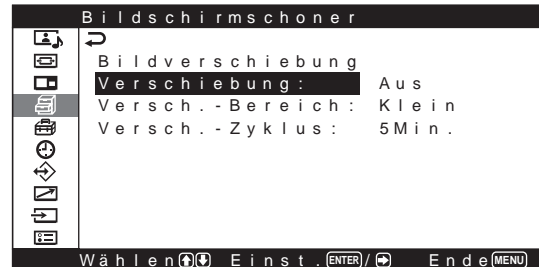 Bildschirmschoner
Bildverschiebung
Verschiebung: Aus
Versch.-Bereich: Klein
Versch.-Zyklus: 5Min.
Wählen Einst. ENTER / Ende MENU